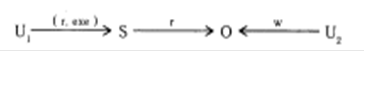 U₁ (r, exe) S r O w U₂